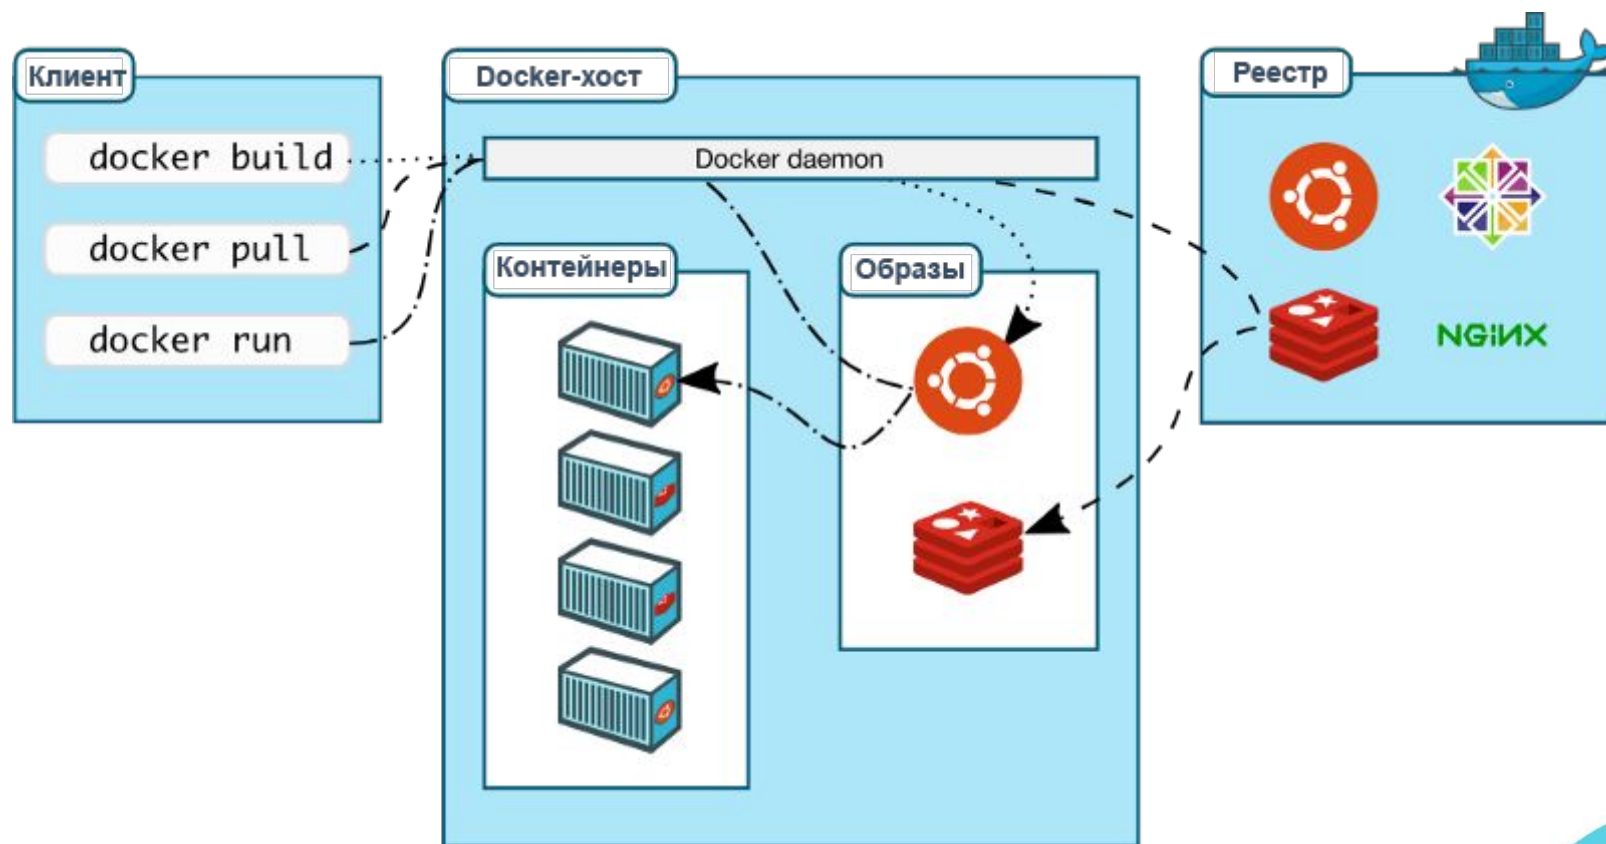 Клиент
docker build
docker pull
docker run
Docker-хост
Docker daemon
Контейнеры
Образы
Реестр
NGiNX